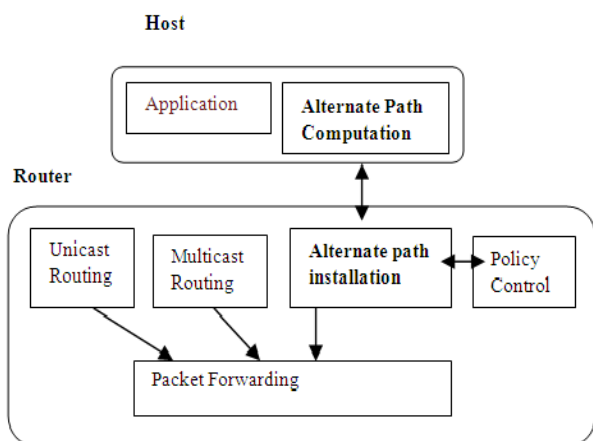 Host
Application
Alternate Path
Computation
Router
Unicast
Routing
Multicast
Routing
Alternate path
installation
Policy
Control
Packet Forwarding